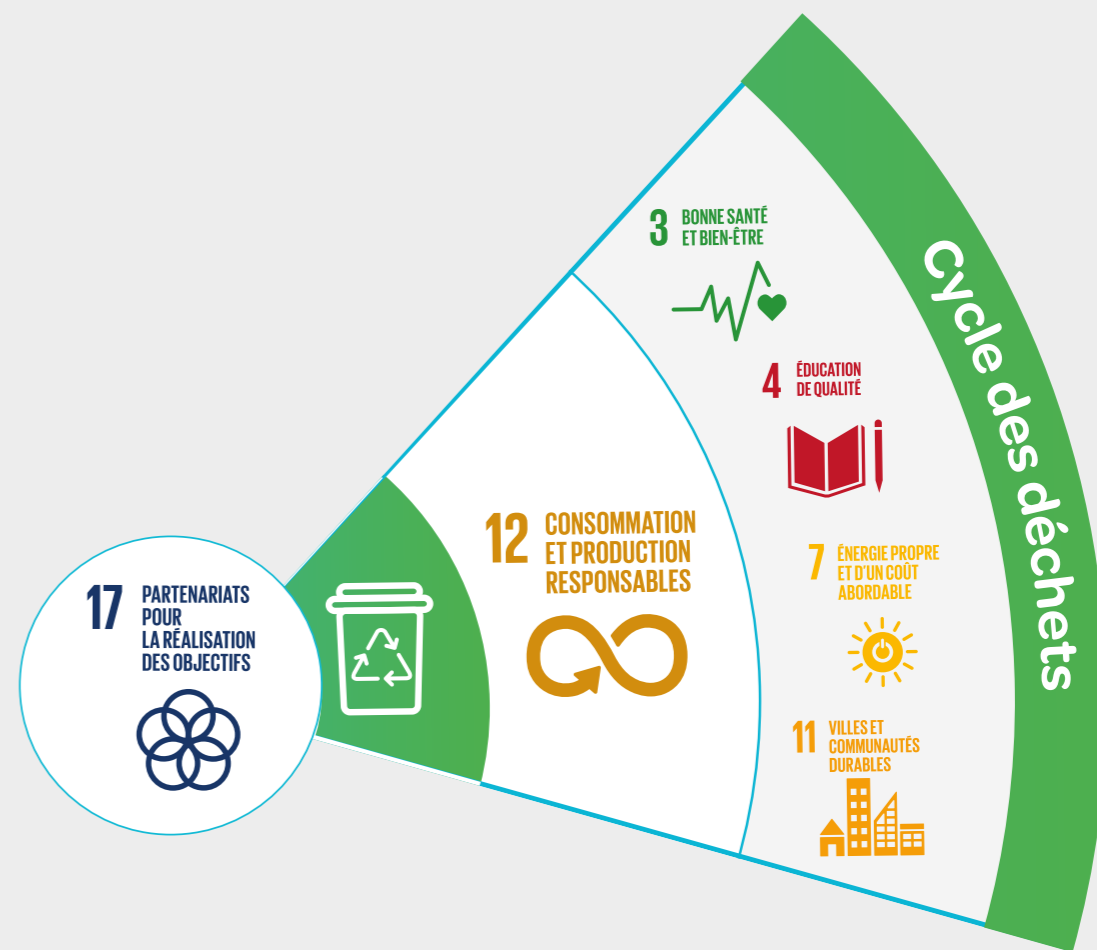 3 BONNE SANTÉ
ET BIEN-ÊTRE
4 ÉDUCATION
DE QUALITÉ
7 ÉNERGIE PROPRE
ET D'UN COÛT
ABORDABLE
11 VILLES ET
COMMUNAUTÉS
DURABLES
12 CONSOMMATION
ET PRODUCTION
RESPONSABLES
17 PARTENARIATS
POUR
LA RÉALISATION
DES OBJECTIFS
Cycle des déchets